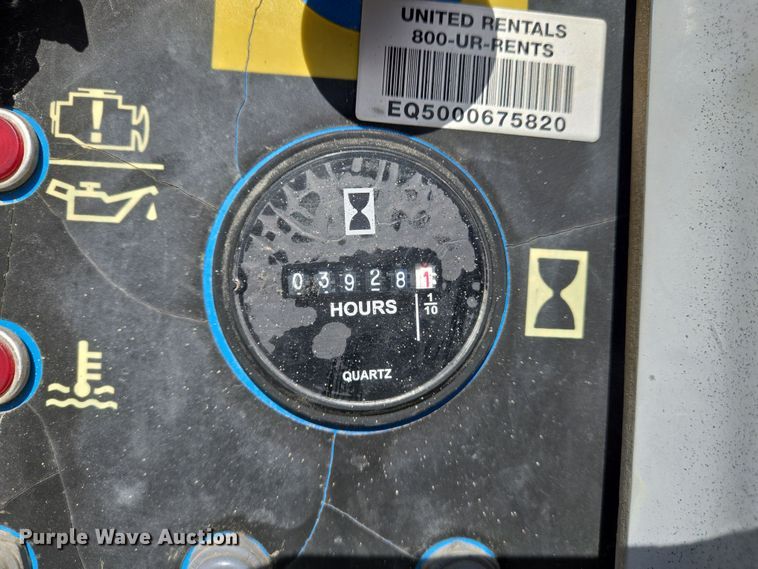 UNITED RENTALS
800-UR-RENTS
EQ5000675820
039281
HOURS
1/10
QUARTZ
Purple Wave Auction